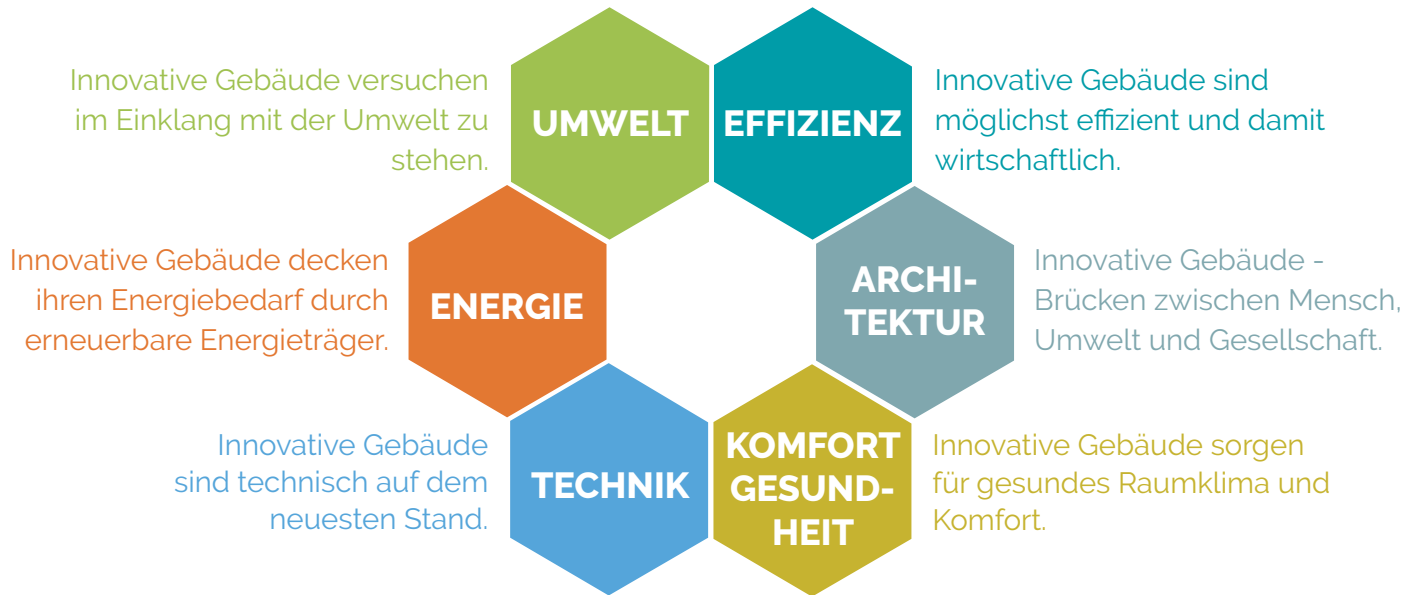 Innovative Gebäude versuchen
im Einklang mit der Umwelt zu
stehen.
UMWELT
EFFIZIENZ
Innovative Gebäude sind
möglichst effizient und damit
wirtschaftlich.
Innovative Gebäude decken
ihren Energiebedarf durch
erneuerbare Energieträger.
ENERGIE
ARCHI-
TEKTUR
Innovative Gebäude -
Brücken zwischen Mensch,
Umwelt und Gesellschaft.
Innovative Gebäude
sind technisch auf dem
neuesten Stand.
TECHNIK
KOMFORT
GESUND-
HEIT
Innovative Gebäude sorgen
für gesundes Raumklima und
Komfort.